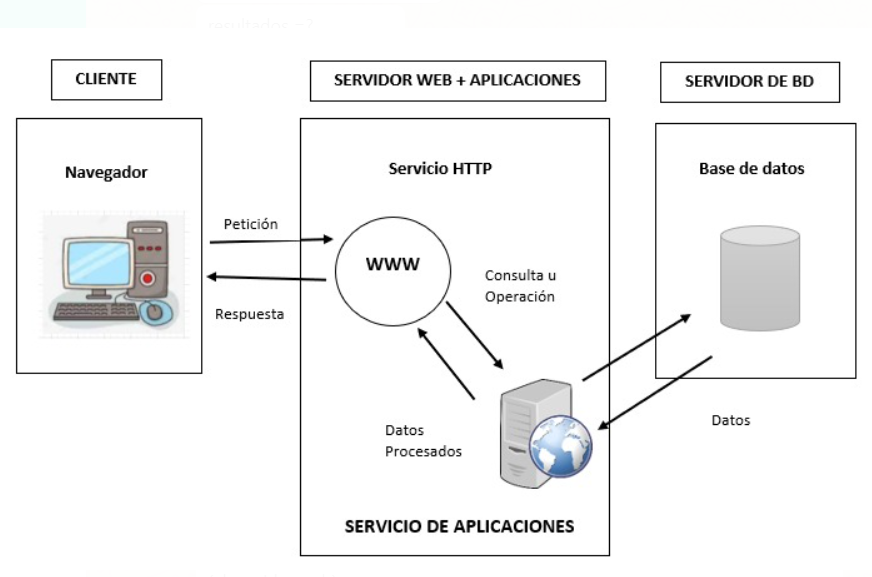 CLIENTE
SERVIDOR WEB + APLICACIONES
SERVIDOR DE BD
Navegador
Servicio HTTP
Base de datos
Petición
WWW
Consulta u
Operación
Respuesta
Datos
Procesados
Datos
SERVICIO DE APLICACIONES